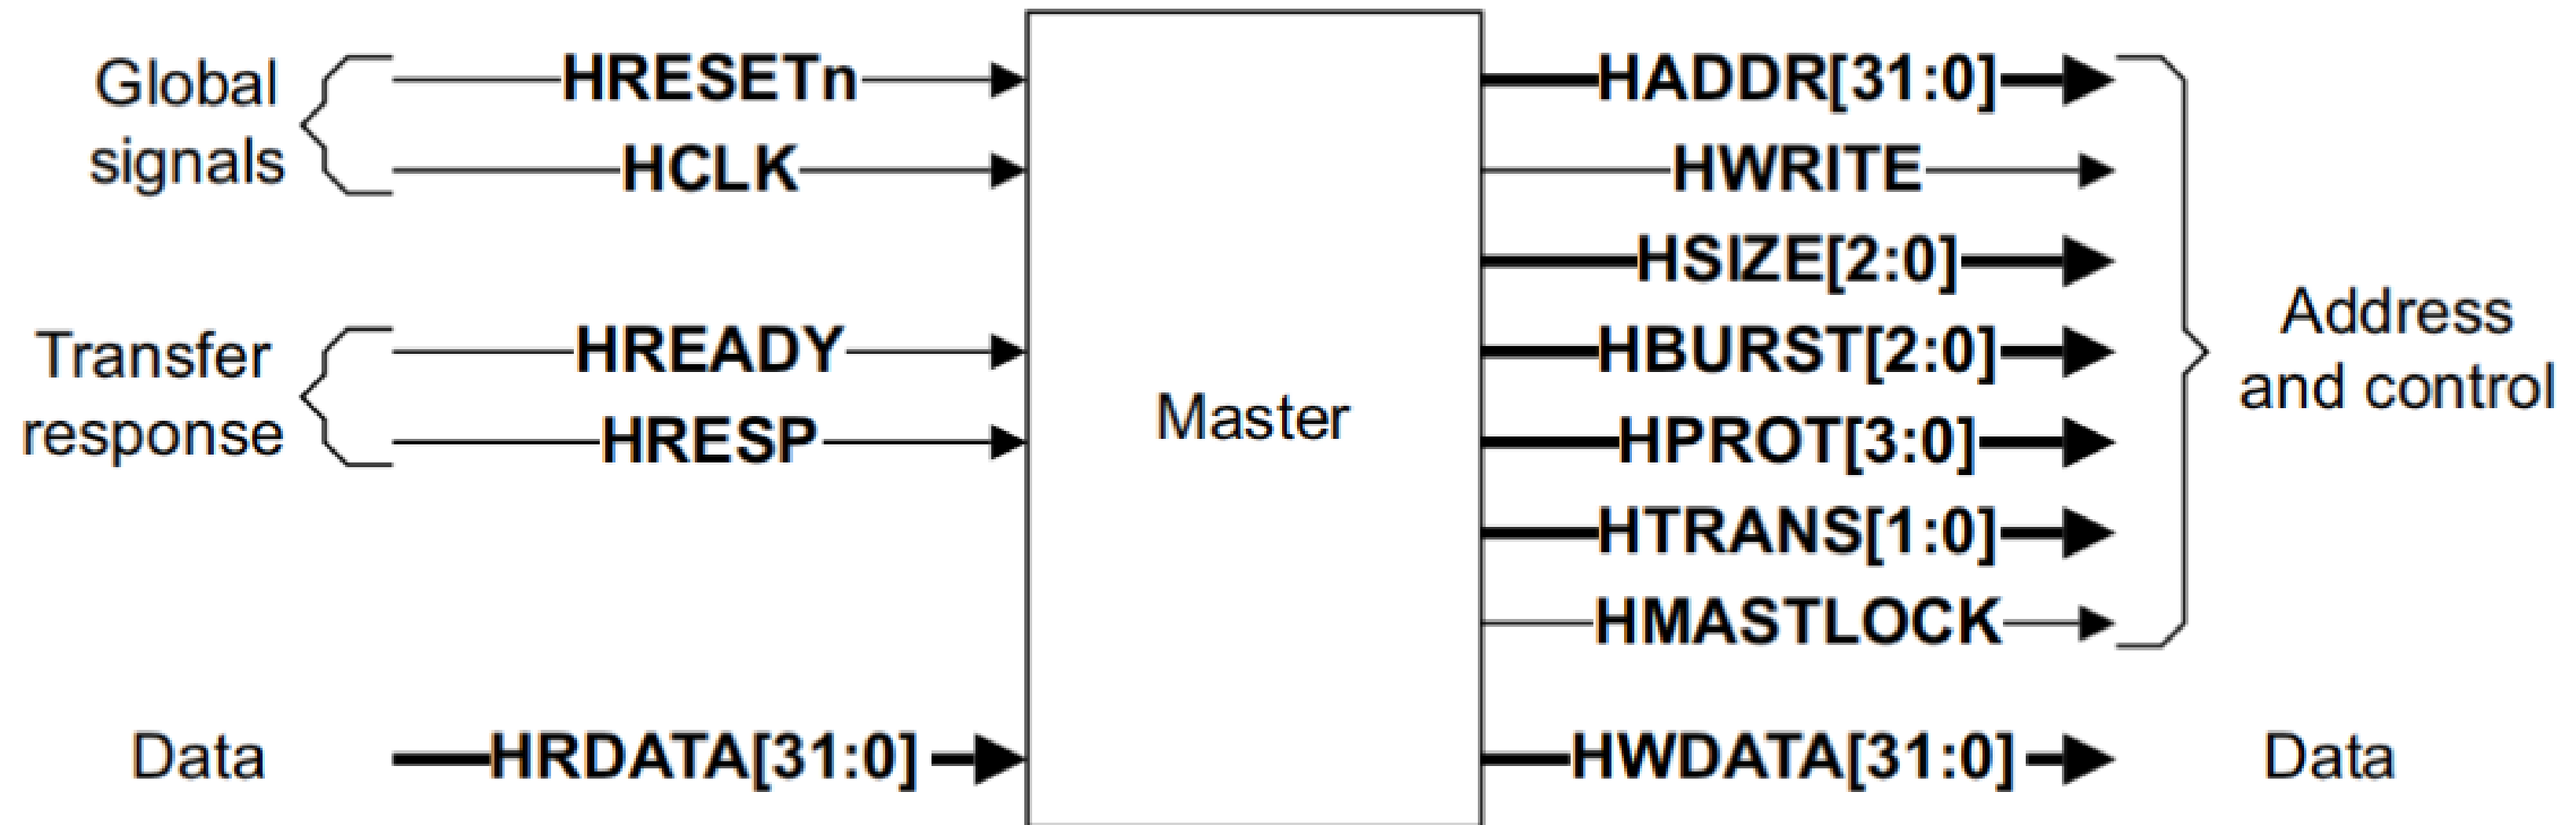 Global
signals
HRESETn
HCLK
Transfer
response
HREADY
HRESP
Data
HRDATA[31:0]
Master
HADDR[31:0]
HWRITE
HSIZE[2:0]
HBURST[2:0]
HPROT[3:0]
HTRANS[1:0]
HMASTLOCK
Address
and control
HWDATA[31:0]
Data